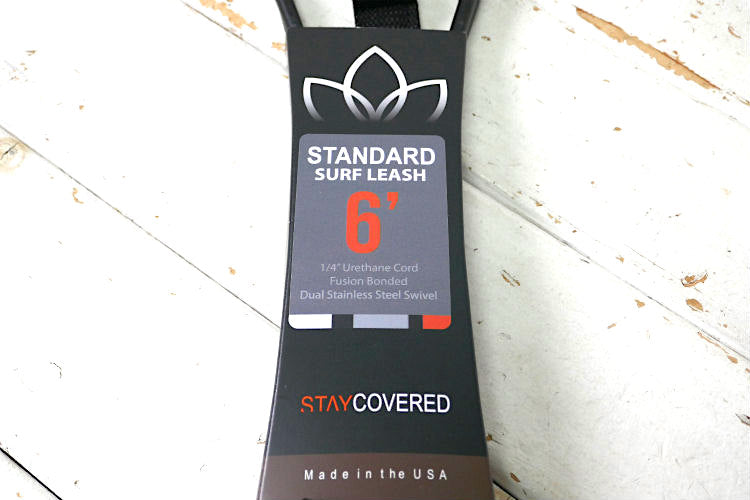 STANDARD
SURF LEASH
6'
1/4" Urethane Cord
Fusion Bonded
Dual Stainless Steel Swivel
STAYCOVERED
Made in the USA